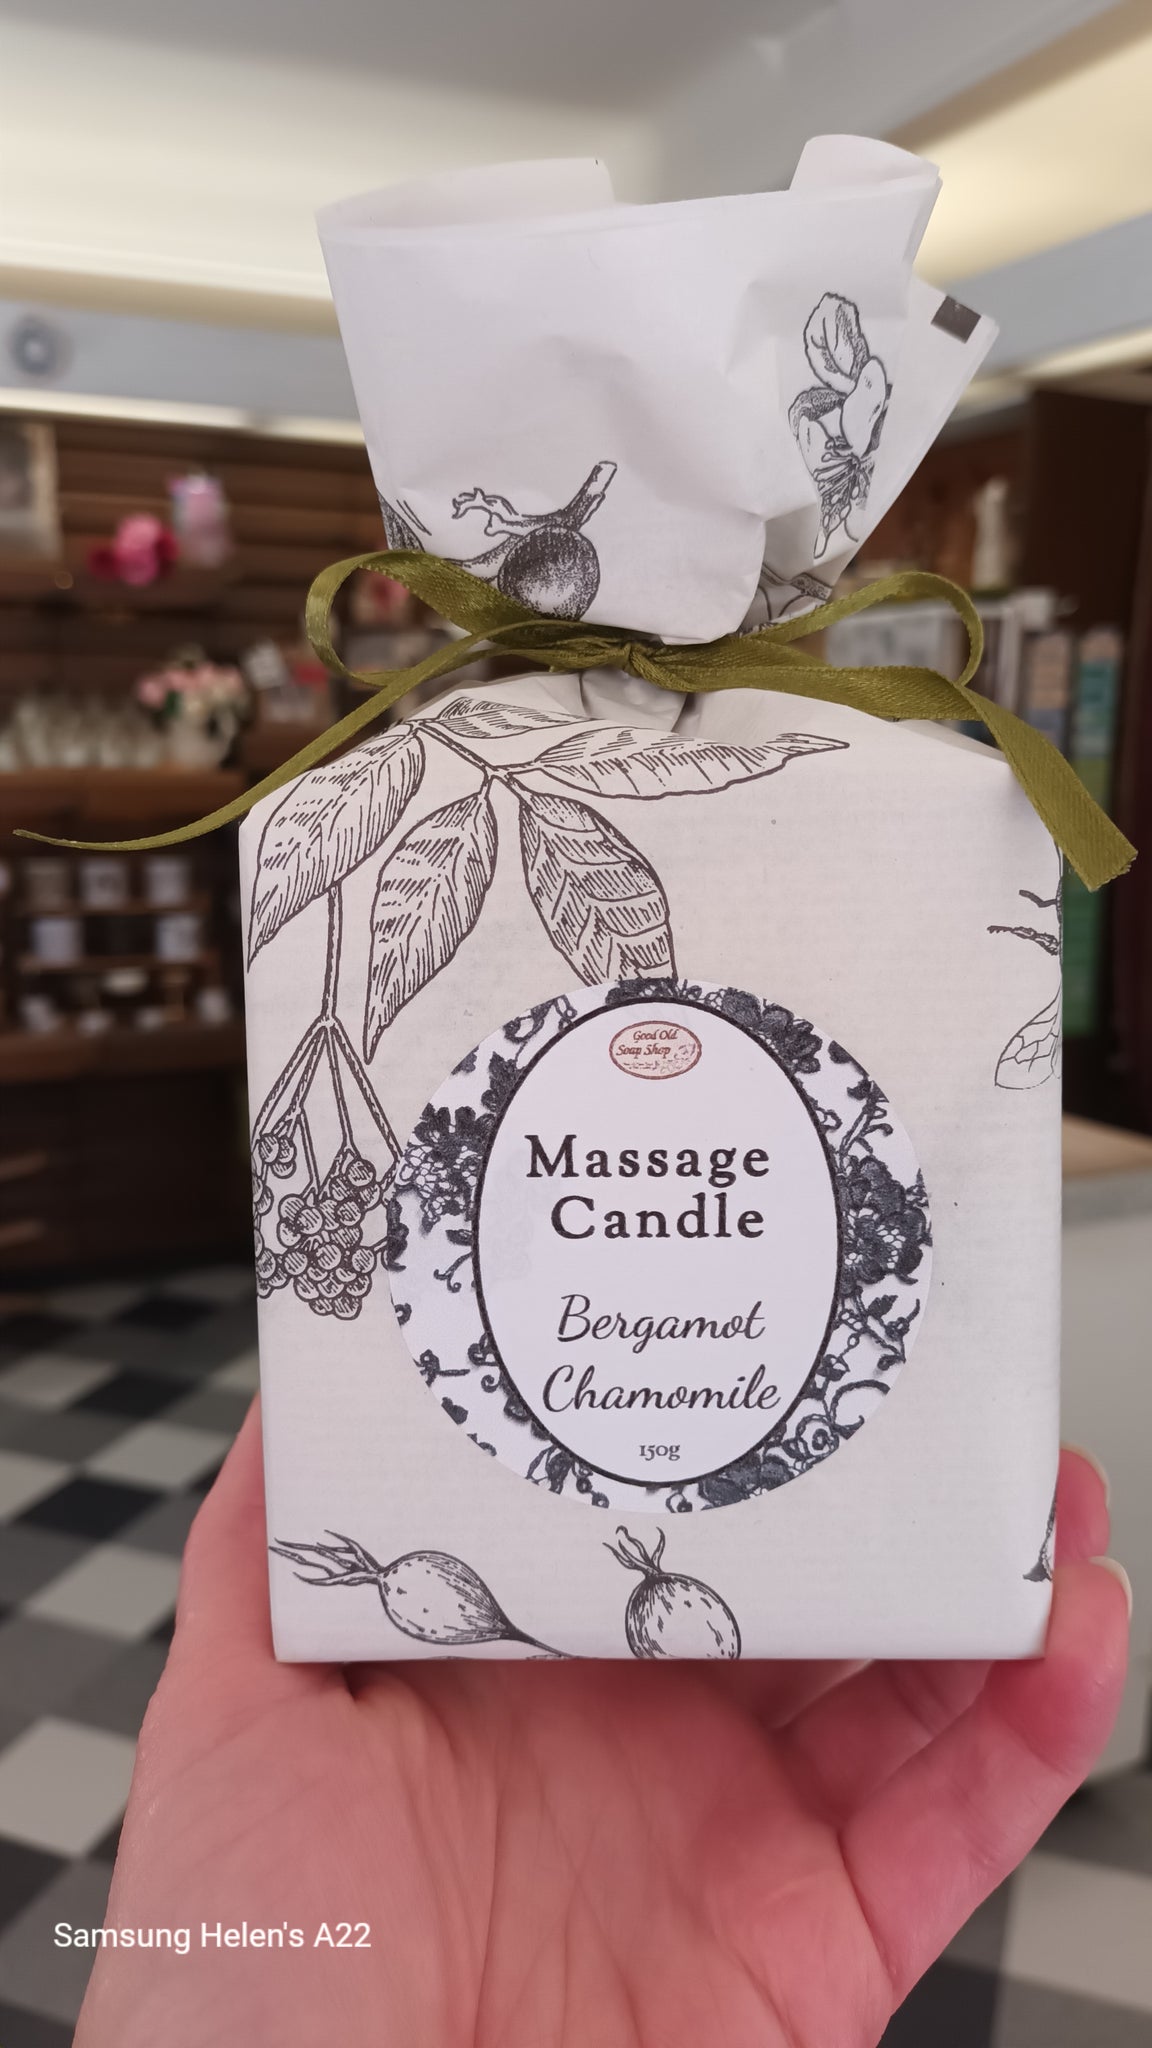 Good Old
Soap Shop
Massage
Candle
Bergamot
Chamomile
150g
Samsung Helen's A22